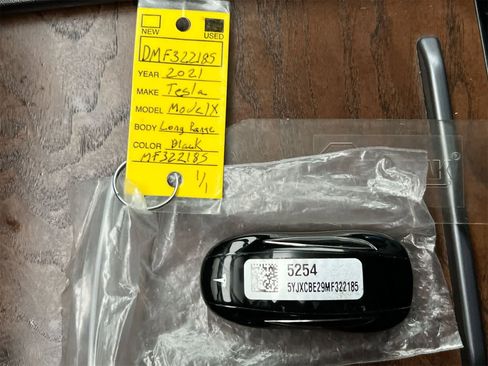 NEW
USED
DMF322185
YEAR 2021
MAKE Tesla
MODEL Model X
BODY Long Range
COLOR Black
MF322185
1/1
5254
5YJXCBE29MF322185